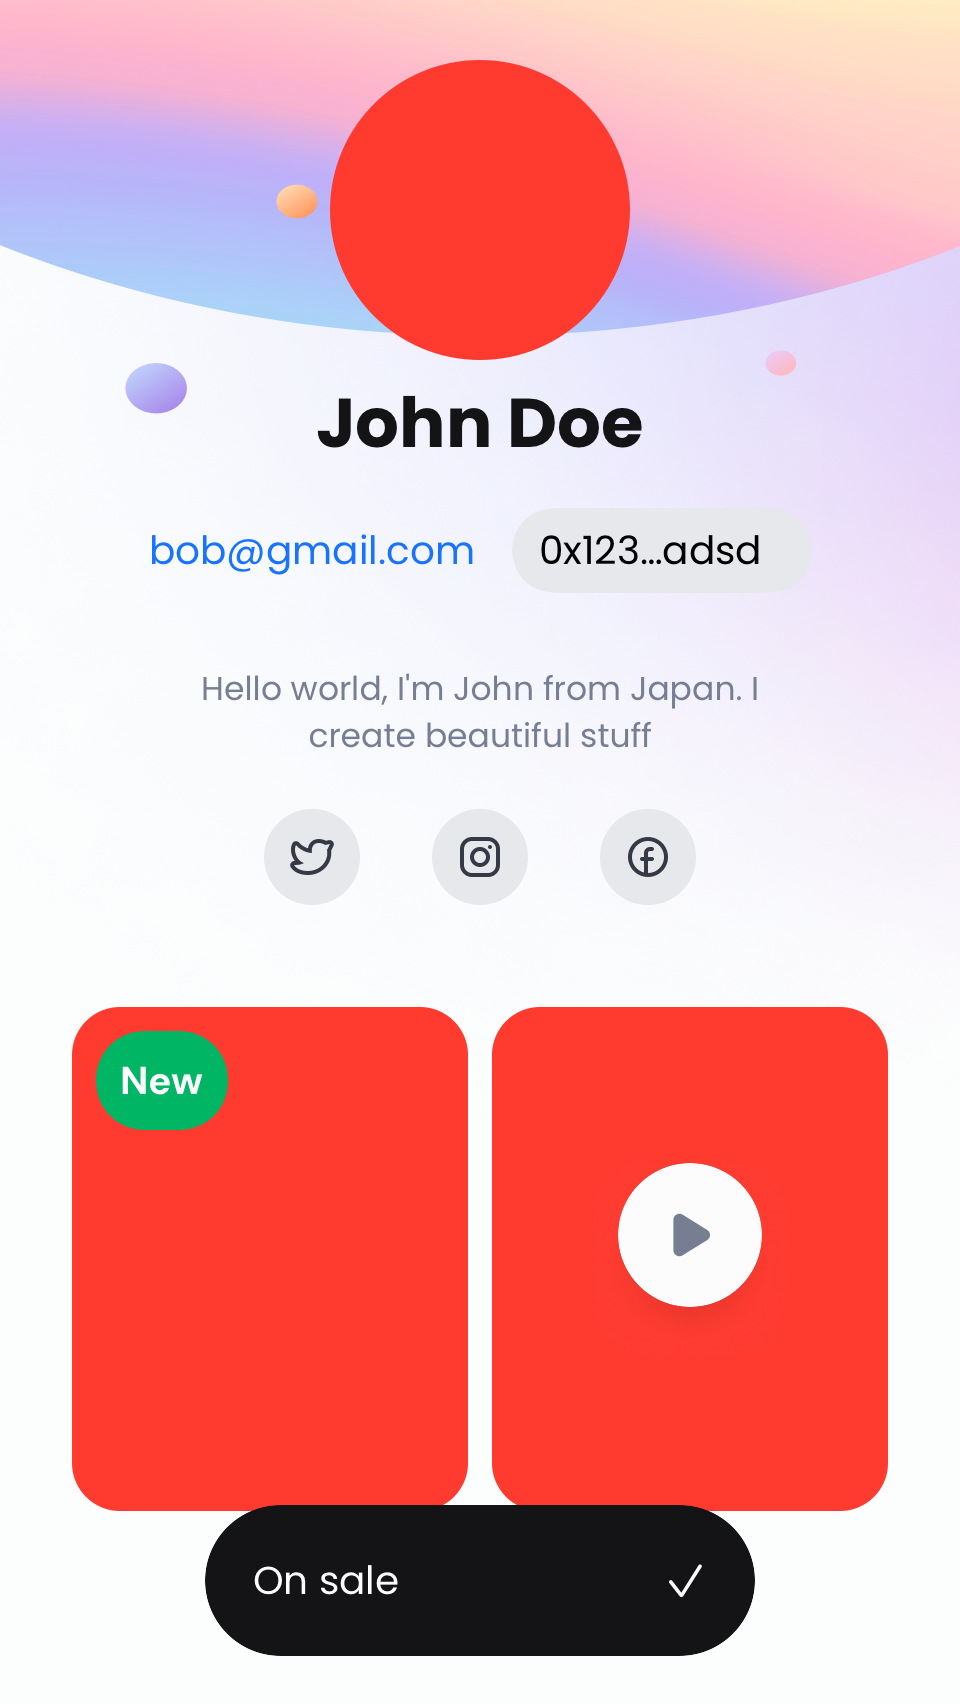 John Doe
bob@gmail.com
0x123...adsd
Hello world, I'm John from Japan. I
create beautiful stuff
New
On sale